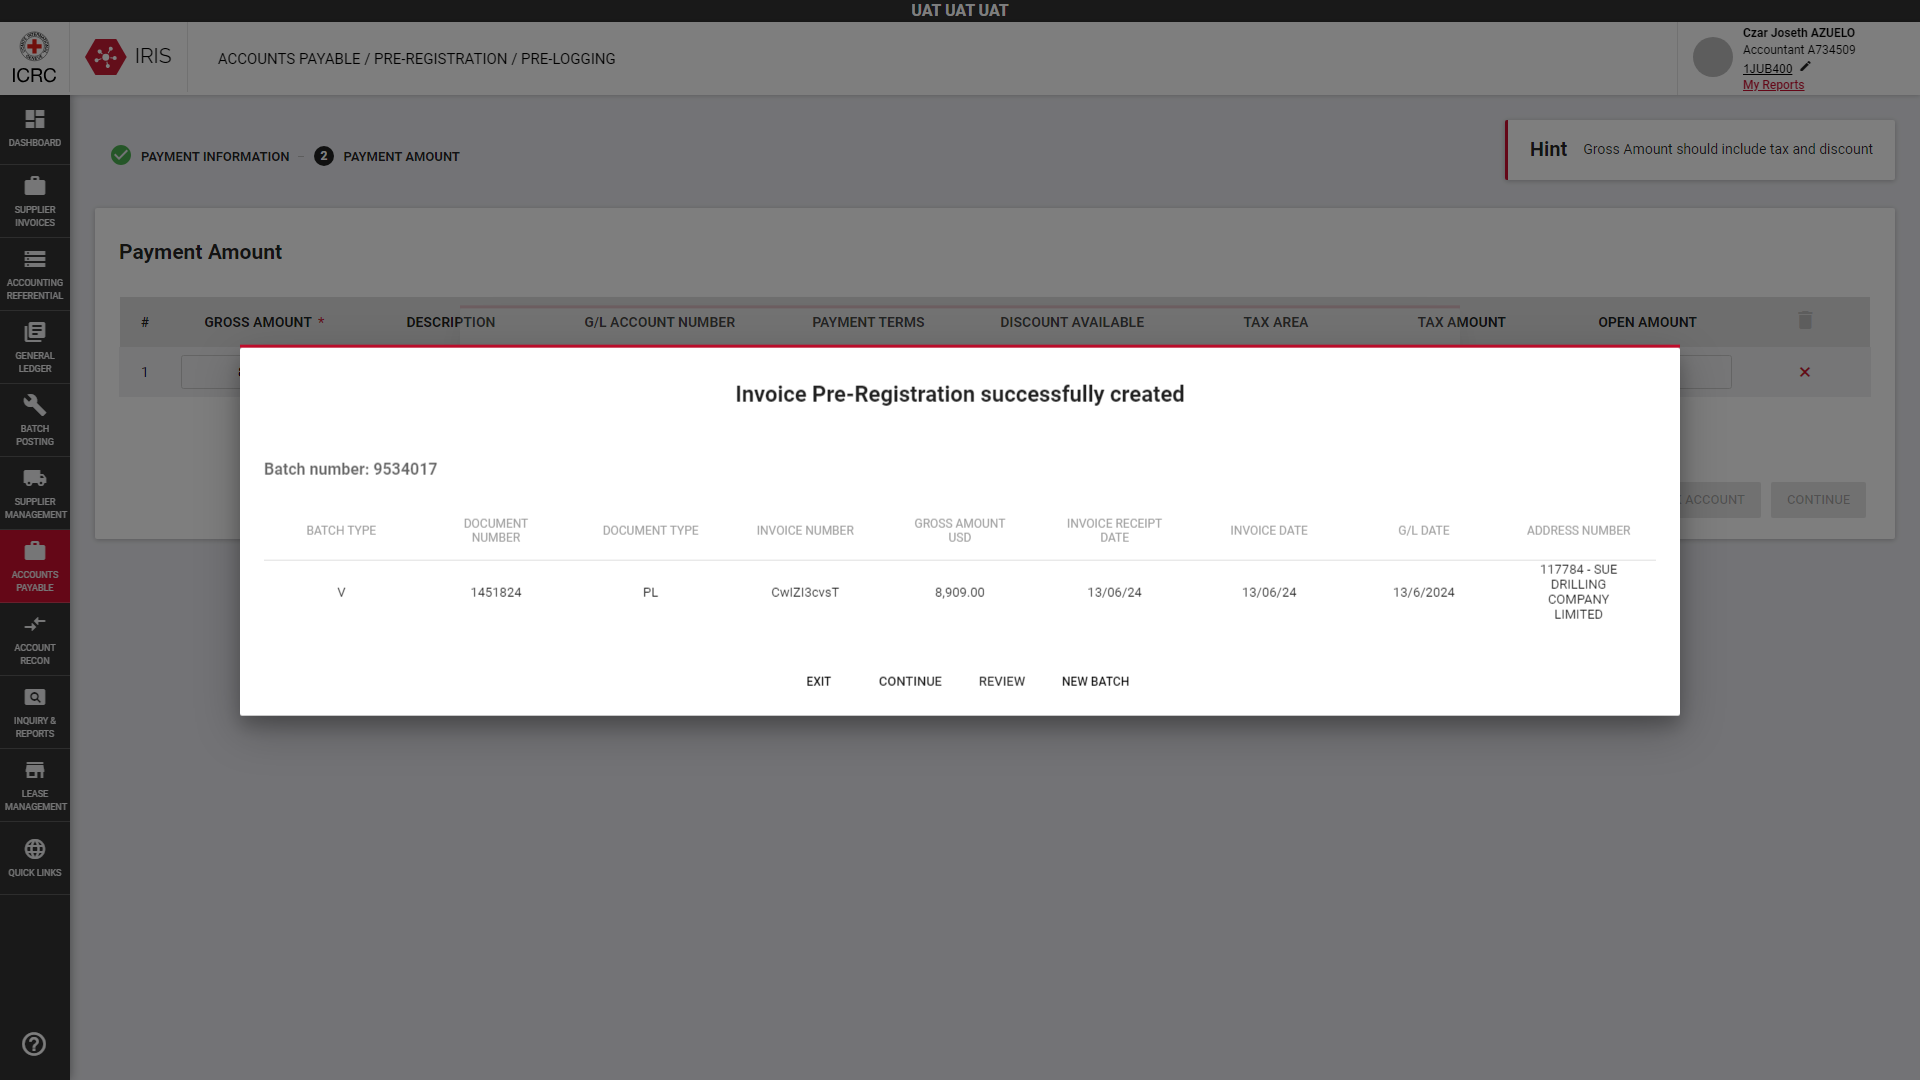 UAT UAT UAT
ICRC
IRIS
ACCOUNTS PAYABLE / PRE-REGISTRATION / PRE-LOGGING
Czar Joseth AZUELO
Accountant A734509
1JUB400
My Reports
DASHBOARD
SUPPLIER
INVOICES
ACCOUNTING
REFERENTIAL
GENERAL
LEDGER
BATCH
POSTING
SUPPLIER
MANAGEMENT
ACCOUNTS
PAYABLE
ACCOUNT
RECON
INQUIRY &
REPORTS
LEASE
MANAGEMENT
QUICK LINKS
PAYMENT INFORMATION
2 PAYMENT AMOUNT
Hint Gross Amount should include tax and discount
Payment Amount
# GROSS AMOUNT * DESCRIPTION G/L ACCOUNT NUMBER PAYMENT TERMS DISCOUNT AVAILABLE TAX AREA TAX AMOUNT OPEN AMOUNT
1
ACCOUNT CONTINUE
Invoice Pre-Registration successfully created
Batch number: 9534017
BATCH TYPE
DOCUMENT
NUMBER
DOCUMENT TYPE
INVOICE NUMBER
GROSS AMOUNT
USD
INVOICE RECEIPT
DATE
INVOICE DATE
G/L DATE
ADDRESS NUMBER
V
1451824
PL
8,909.00
13/06/24
13/06/24
13/6/2024
117784 - SUE
DRILLING
COMPANY
LIMITED
EXIT CONTINUE REVIEW NEW BATCH